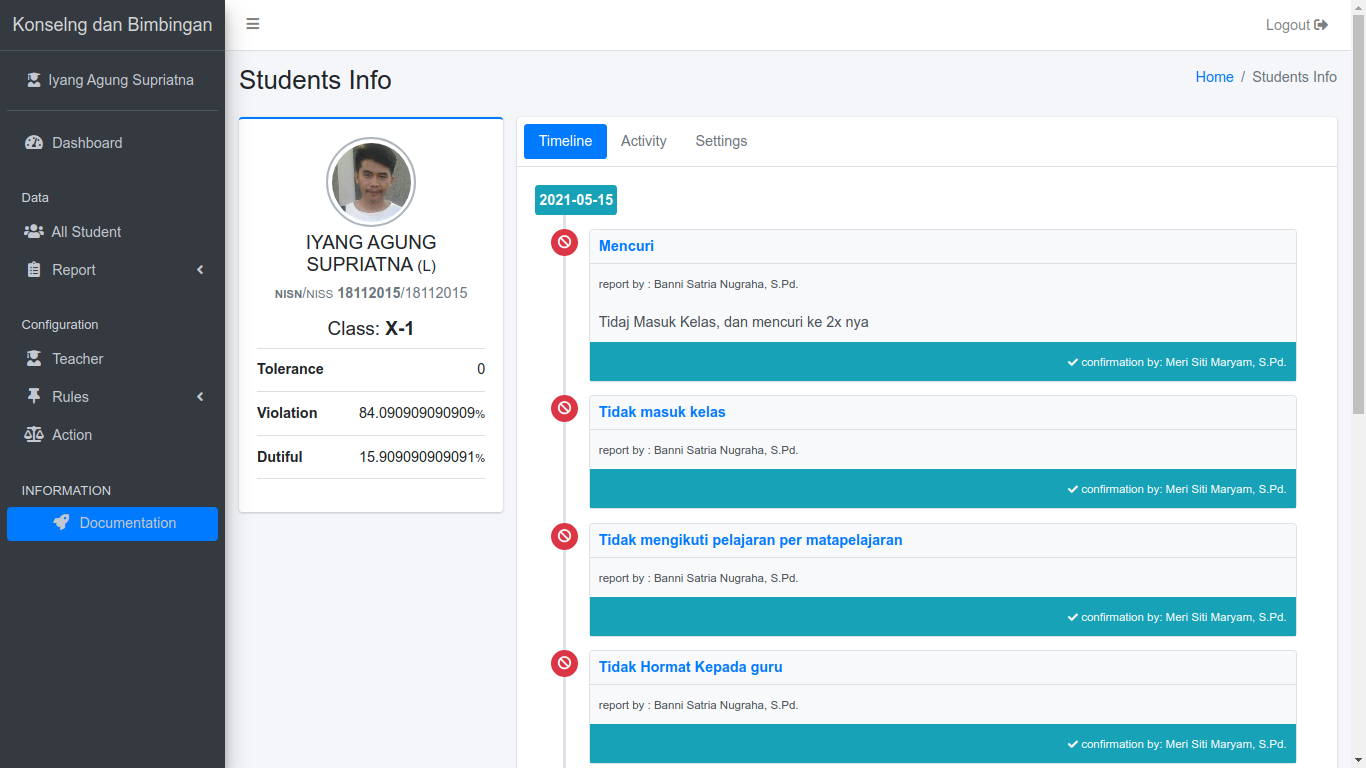 Konselng dan Bimbingan
Logout
Iyang Agung Supriatna
Dashboard
Data
All Student
Report
Configuration
Teacher
Rules
Action
INFORMATION
Documentation
Students Info
Home / Students Info
IYANG AGUNG
SUPRIATNA (L)
NISN/NISS 18112015/18112015
Class: X-1
Tolerance 0
Violation 84.090909090909%
Dutiful 15.909090909091%
Timeline Activity Settings
2021-05-15
Mencuri
report by : Banni Satria Nugraha, S.Pd.
Tidaj Masuk Kelas, dan mencuri ke 2x nya
confirmation by: Meri Siti Maryam, S.Pd.
Tidak masuk kelas
report by : Banni Satria Nugraha, S.Pd.
confirmation by: Meri Siti Maryam, S.Pd.
Tidak mengikuti pelajaran per matapelajaran
report by : Banni Satria Nugraha, S.Pd.
confirmation by: Meri Siti Maryam, S.Pd.
Tidak Hormat Kepada guru
report by : Banni Satria Nugraha, S.Pd.
confirmation by: Meri Siti Maryam, S.Pd.